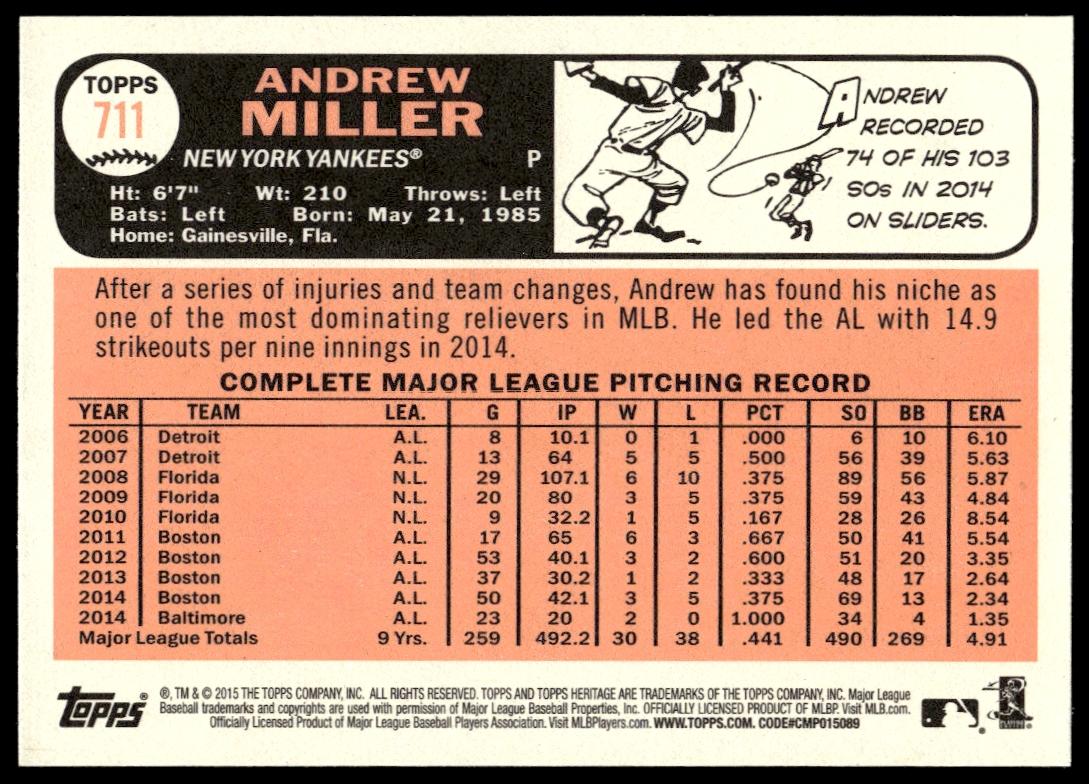 TOPPS
711
ANDREW
MILLER
NEW YORK YANKEES® P
Ht: 6'7" Wt: 210 Throws: Left
Bats: Left Born: May 21, 1985
Home: Gainesville, Fla.
ANDREW
RECORDED
74 OF HIS 103
SOs IN 2014
ON SLIDERS.
After a series of injuries and team changes, Andrew has found his niche as
one of the most dominating relievers in MLB. He led the AL with 14.9
strikeouts per nine innings in 2014.
COMPLETE MAJOR LEAGUE PITCHING RECORD
YEAR TEAM LEA. G IP W L PCT SO BB ERA
2006 Detroit A.L. 8 10.1 0 1 .000 6 10 6.10
2007 Detroit A.L. 13 64 5 5 .500 56 39 5.63
2008 Florida N.L. 29 107.1 6 10 .375 89 56 5.87
2009 Florida N.L. 20 80 3 5 .375 59 43 4.84
2010 Florida N.L. 9 32.2 1 5 .167 28 26 8.54
2011 Boston A.L. 17 65 6 3 .667 50 41 5.54
2012 Boston A.L. 53 40.1 3 2 .600 51 20 3.35
2013 Boston A.L. 37 30.2 1 2 .333 48 17 2.64
2014 Boston A.L. 50 42.1 3 5 .375 69 13 2.34
2014 Baltimore A.L. 23 20 2 0 1.000 34 4 1.35
Major League Totals 9 Yrs. 259 492.2 30 38 .441 490 269 4.91
topps®
®, TM & © 2015 THE TOPPS COMPANY, INC. ALL RIGHTS RESERVED. TOPPS AND TOPPS HERITAGE ARE TRADEMARKS OF THE TOPPS COMPANY, INC. Major League
Baseball trademarks and copyrights are used with permission of Major League Baseball Properties, Inc. OFFICIALLY LICENSED PRODUCT OF MLBP. Visit MLB.com.
Officially Licensed Product of Major League Baseball Players Association. Visit MLBPlayers.com. WWW.TOPPS.COM. CODE#CMP015089